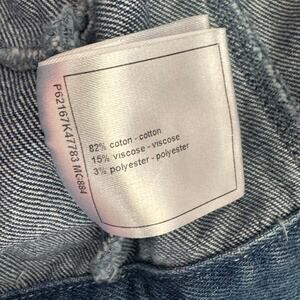 P62167K47783 MC884
82% coton - cotton
15% viscose - viscose
3% polyester - polyester